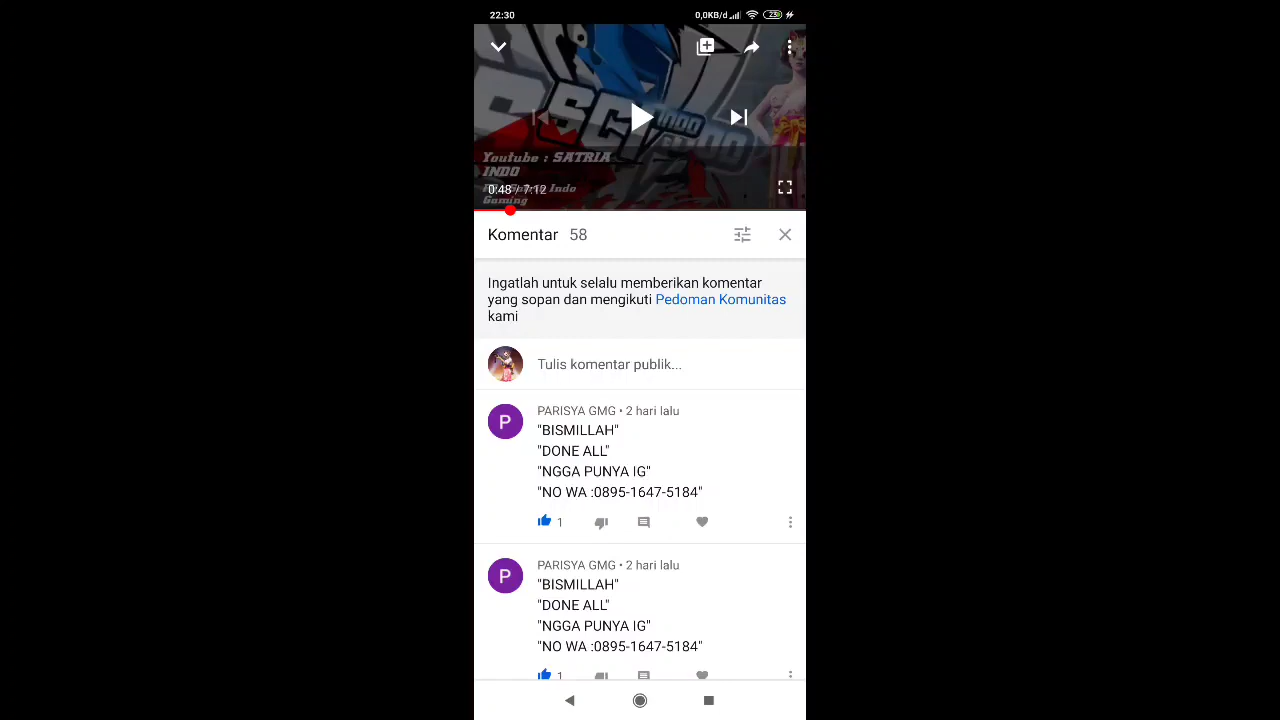 22:30
0,0KB/d
23
Youtube : SATRIA
INDO
Indo
Gaming
0:48 / 7:12
Komentar 58
Ingatlah untuk selalu memberikan komentar
yang sopan dan mengikuti Pedoman Komunitas
kami
Tulis komentar publik...
P
PARISYA GMG • 2 hari lalu
"BISMILLAH"
"DONE ALL"
"NGGA PUNYA IG"
"NO WA :0895-1647-5184"
1
P
PARISYA GMG • 2 hari lalu
"BISMILLAH"
"DONE ALL"
"NGGA PUNYA IG"
"NO WA :0895-1647-5184"
1